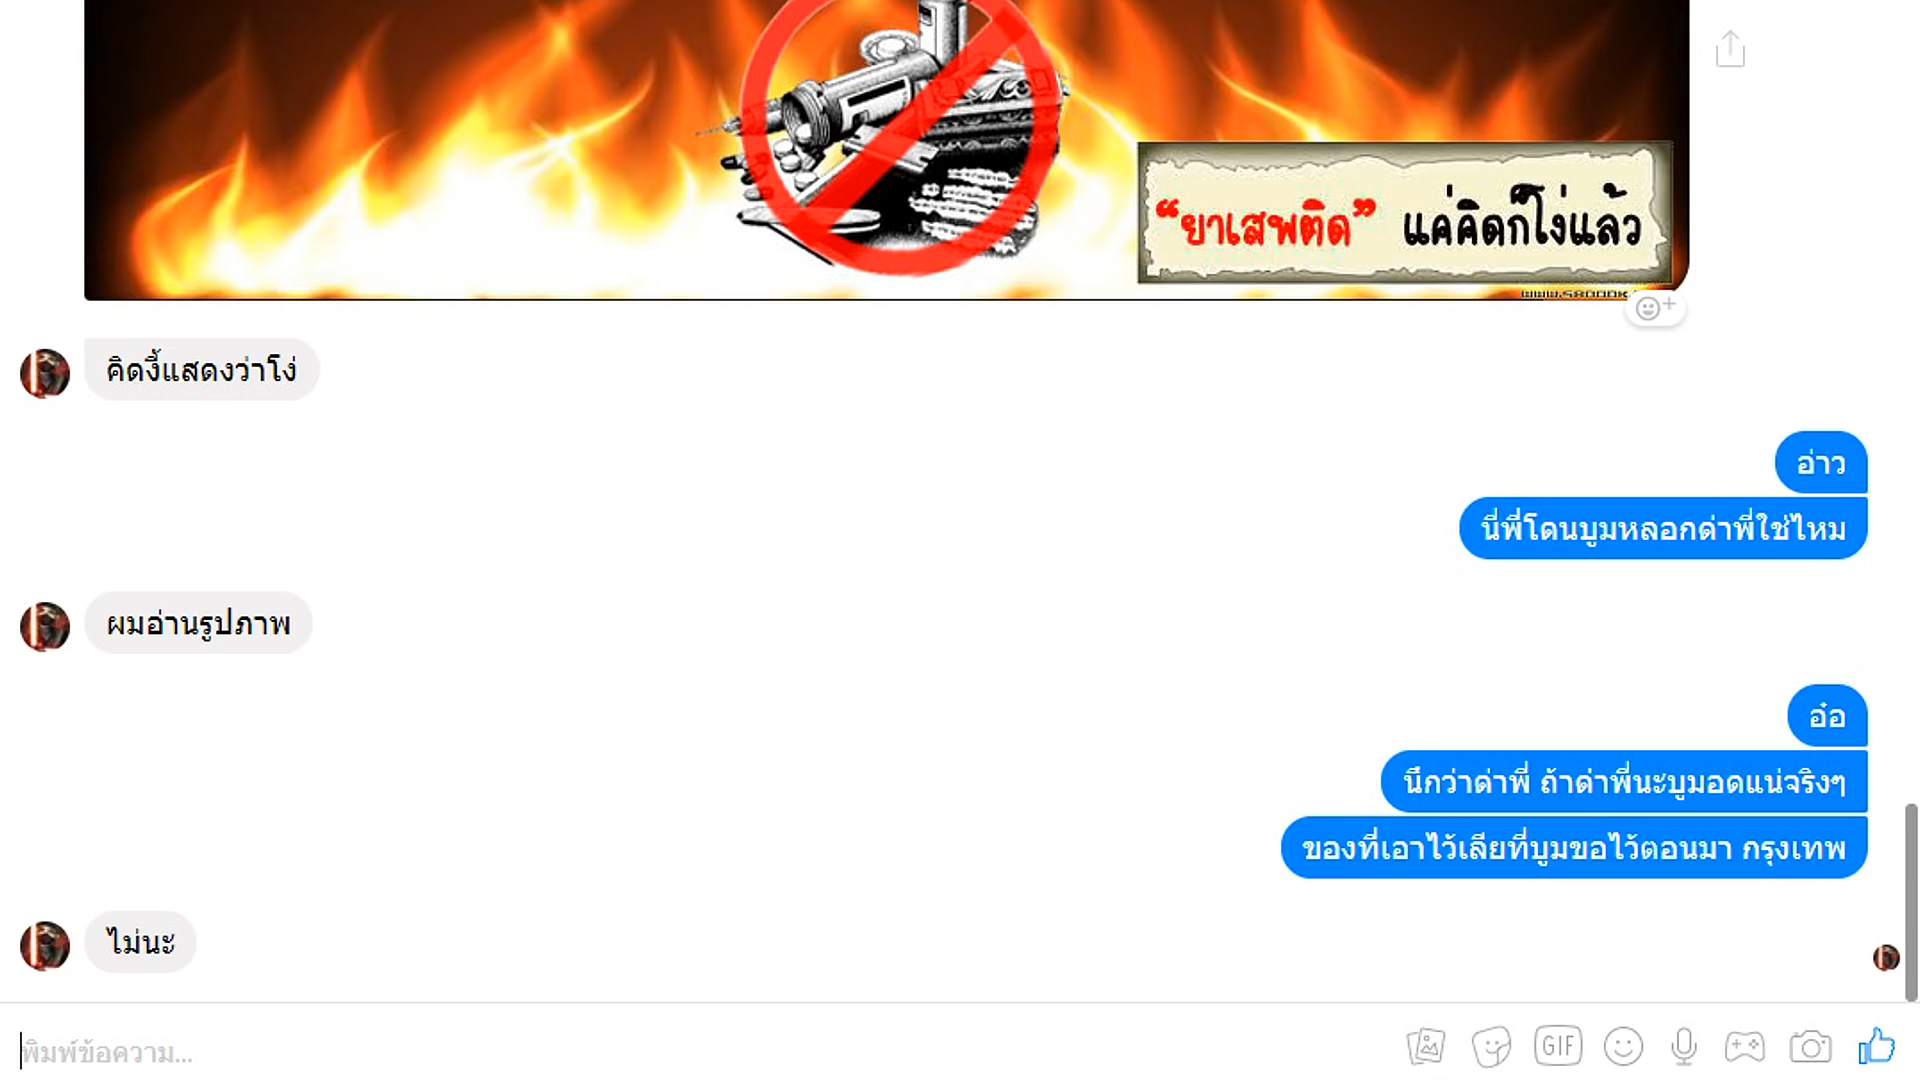 “ยาเสพติด” แค่คิดก็โง่แล้ว
คิดงี้แสดงว่าโง่
อ่าว
นี่พี่โดนบูมหลอกด่าพี่ใช่ไหม
ผมอ่านรูปภาพ
อ๋อ
นึกว่าด่าพี่ ถ้าด่าพี่นะบูมอดแน่จริงๆ
ของที่เอาไว้เลียที่บูมขอไว้ตอนมา กรุงเทพ
ไม่นะ
พิมพ์ข้อความ...
GIF